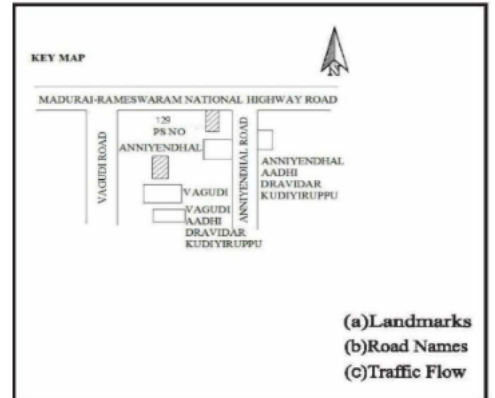 N
KEY MAP
MADURAI-RAMESWARAM NATIONAL HIGHWAY ROAD
129
PS NO
ANNIYENDHAL
VAGUDI ROAD
ANNIYENDHAL ROAD
ANNIYENDHAL
AADHI
DRAVIDAR
KUDIYIRUPPU
VAGUDI
VAGUDI
AADHI
DRAVIDAR
KUDIYIRUPPU
(a)Landmarks
(b)Road Names
(c)Traffic Flow